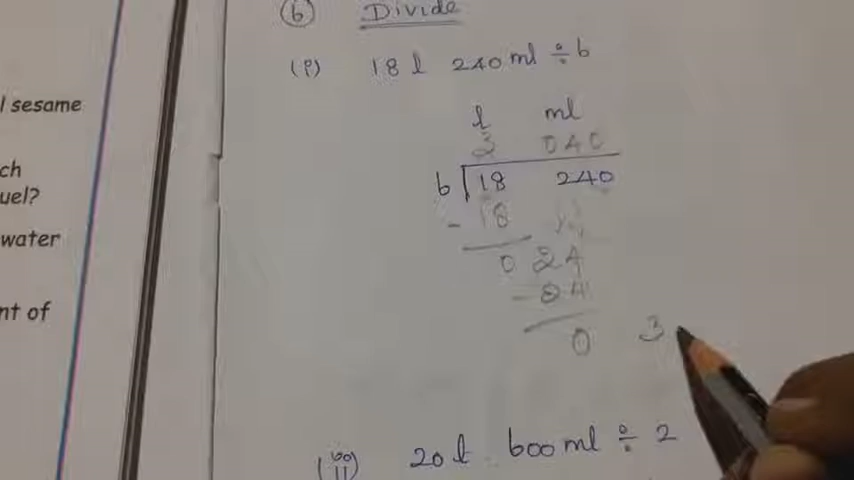 l sesame
ch
uel?
water
nt of
(6) Divide
(i) 18 l 240 ml ÷ 6
l ml
3 040
6 18 240
- 18
0 24
- 24
0 3
(ii) 20 l 600 ml ÷ 2